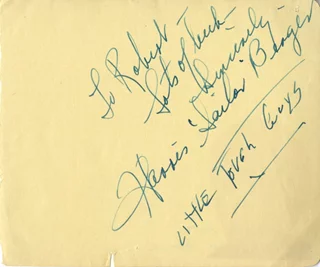 To Robert -
Lots of luck
Sincerely
Harris "Sailor" Berger
LITTLE TOUGH GUYS